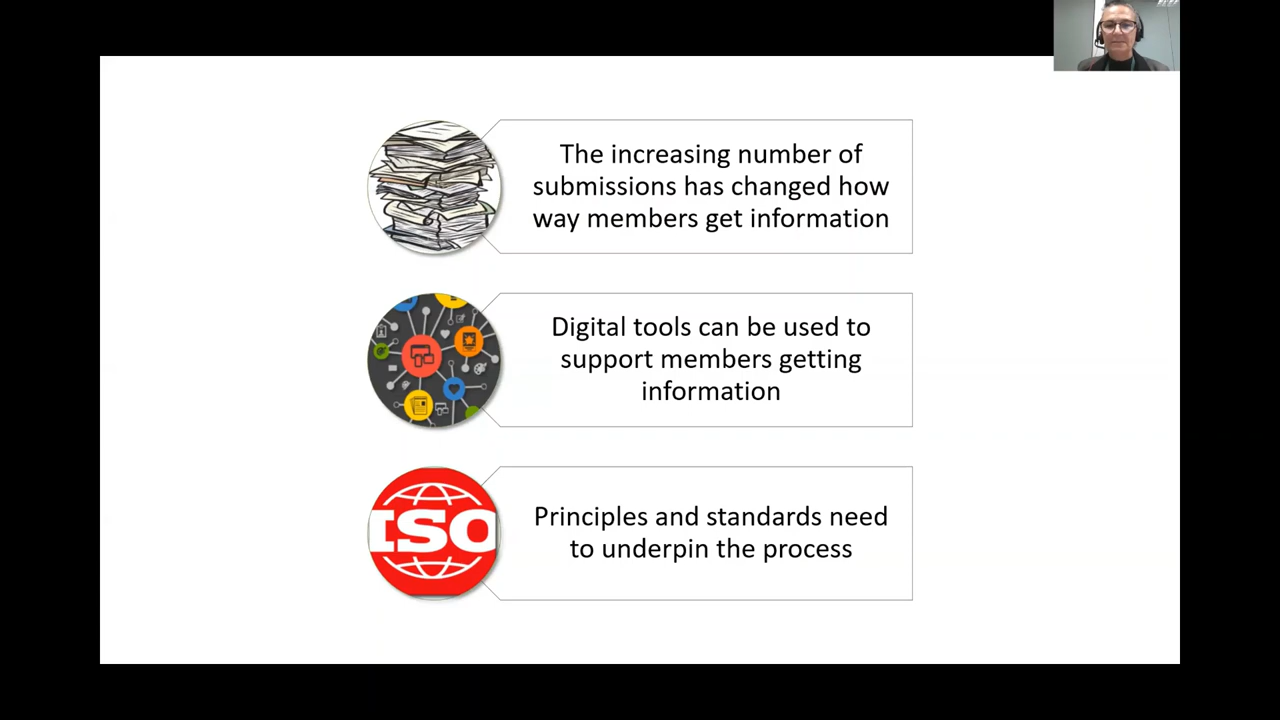 The increasing number of
submissions has changed how
way members get information
Digital tools can be used to
support members getting
information
ISO
Principles and standards need
to underpin the process